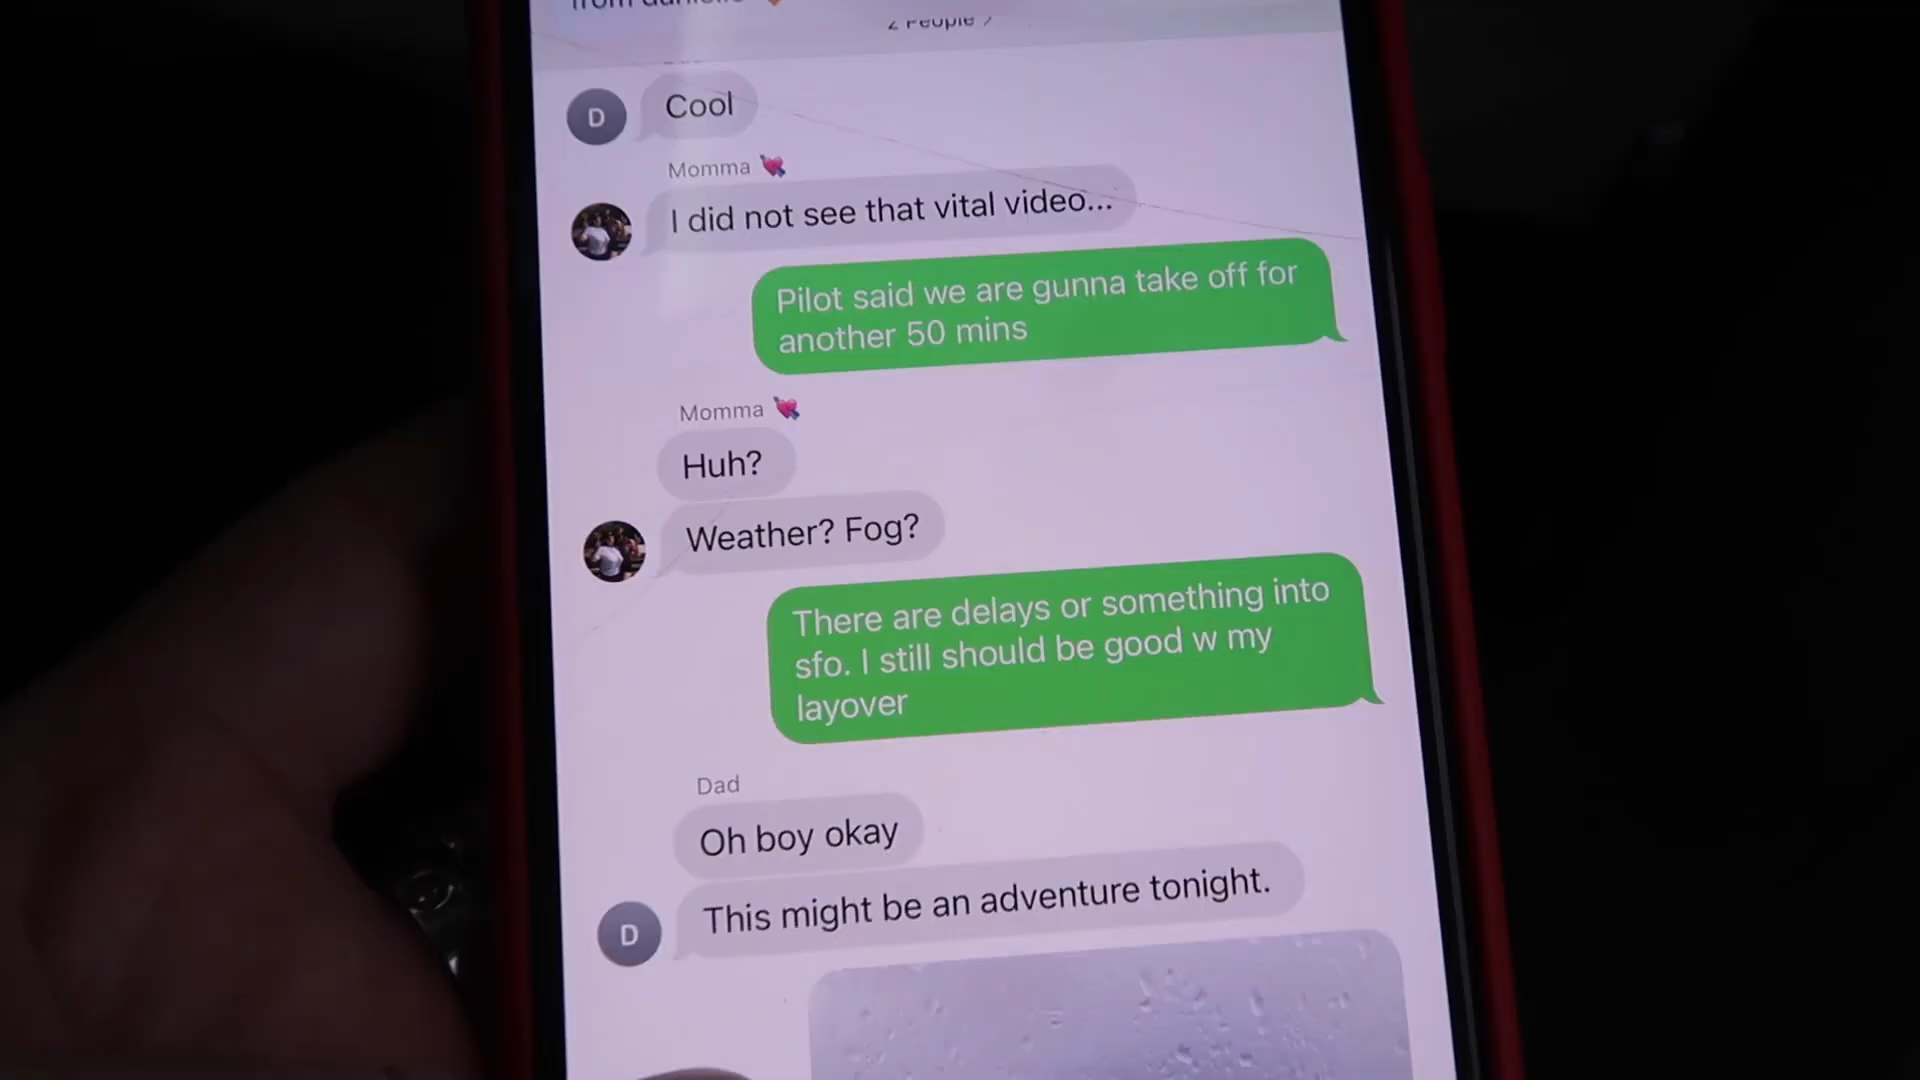 2 People
D
Cool
Momma 💘
I did not see that vital video...
Pilot said we are gunna take off for
another 50 mins
Momma 💘
Huh?
Weather? Fog?
There are delays or something into
sfo. I still should be good w my
layover
Dad
Oh boy okay
This might be an adventure tonight.
D